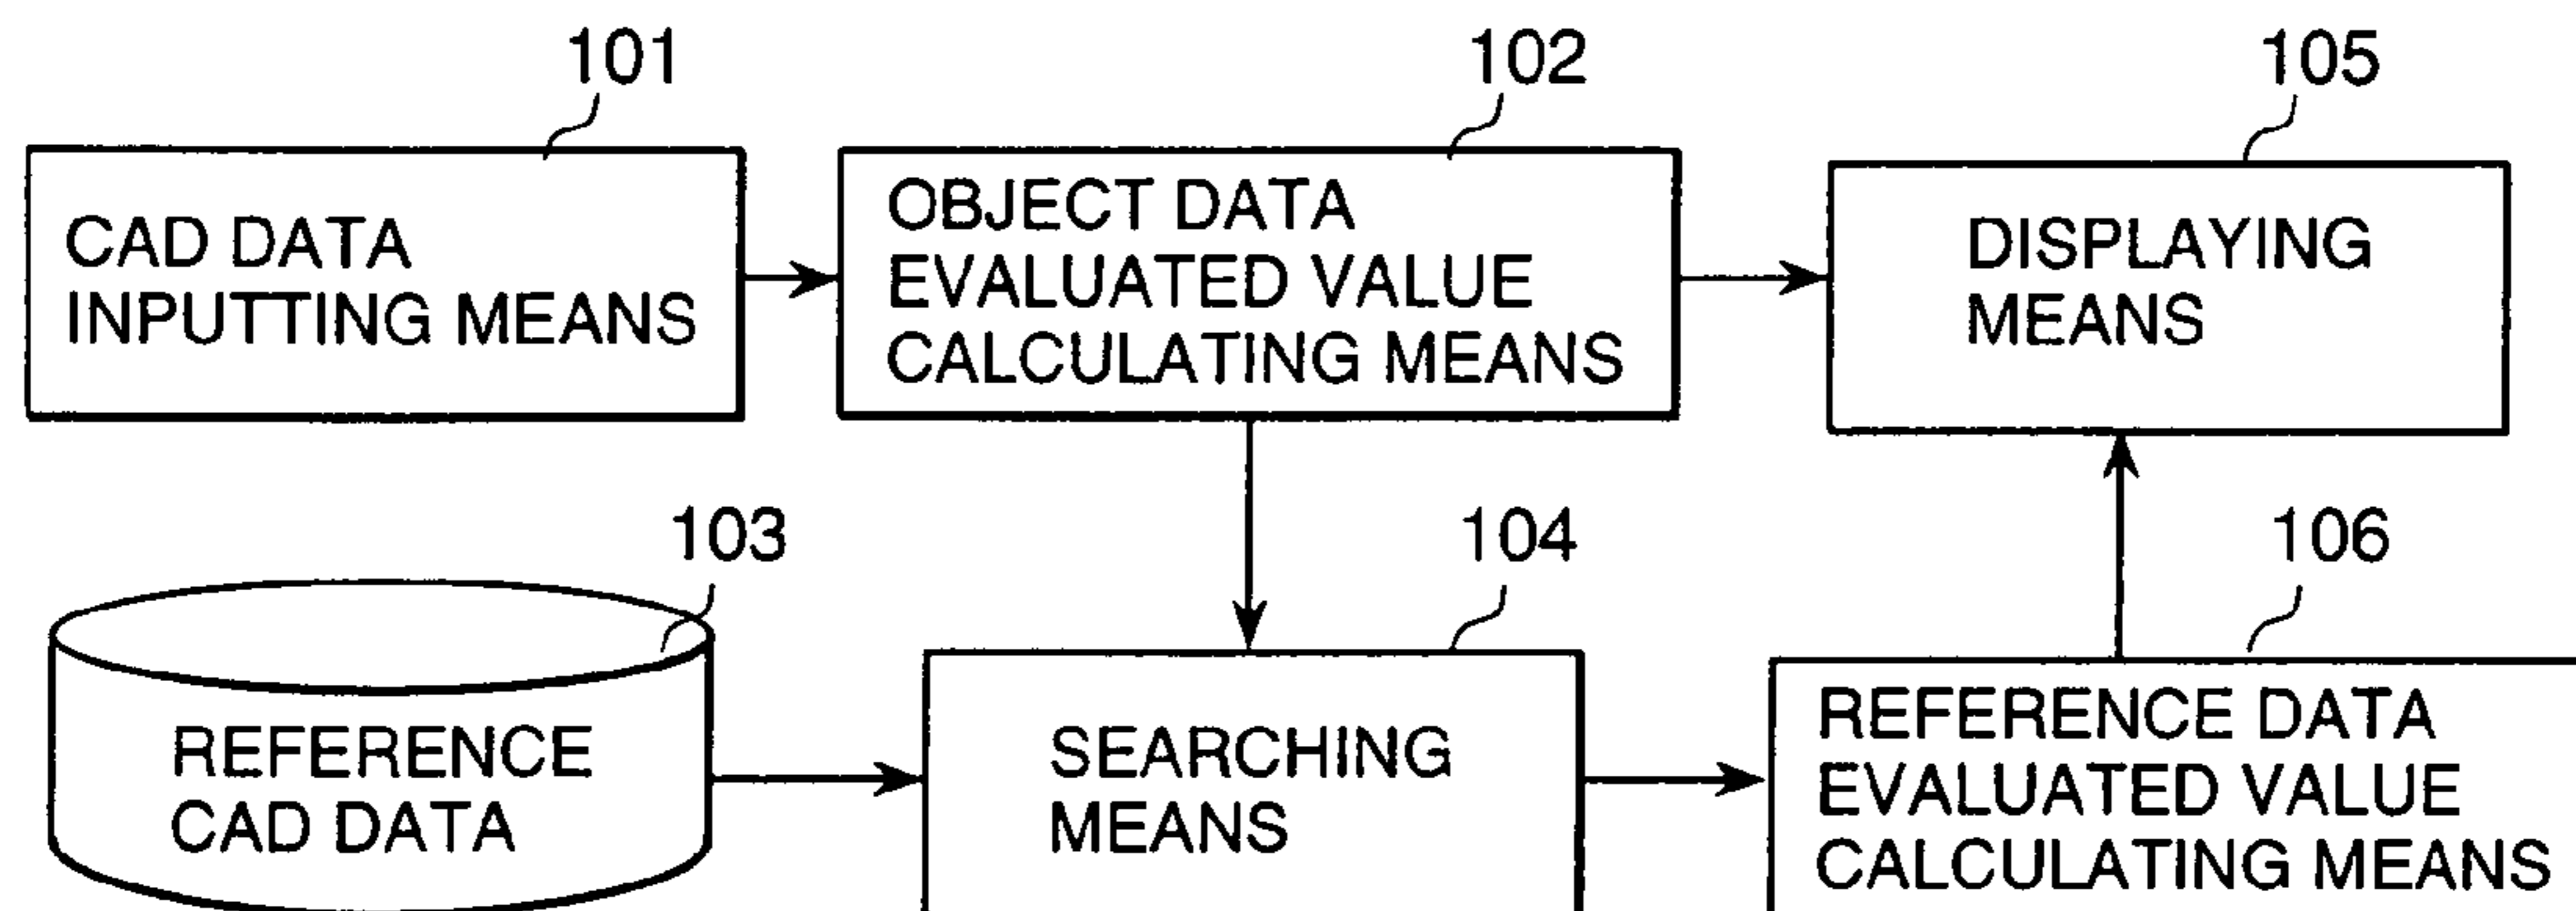 101
CAD DATA
INPUTTING MEANS
102
OBJECT DATA
EVALUATED VALUE
CALCULATING MEANS
105
DISPLAYING
MEANS
103
REFERENCE
CAD DATA
104
SEARCHING
MEANS
106
REFERENCE DATA
EVALUATED VALUE
CALCULATING MEANS